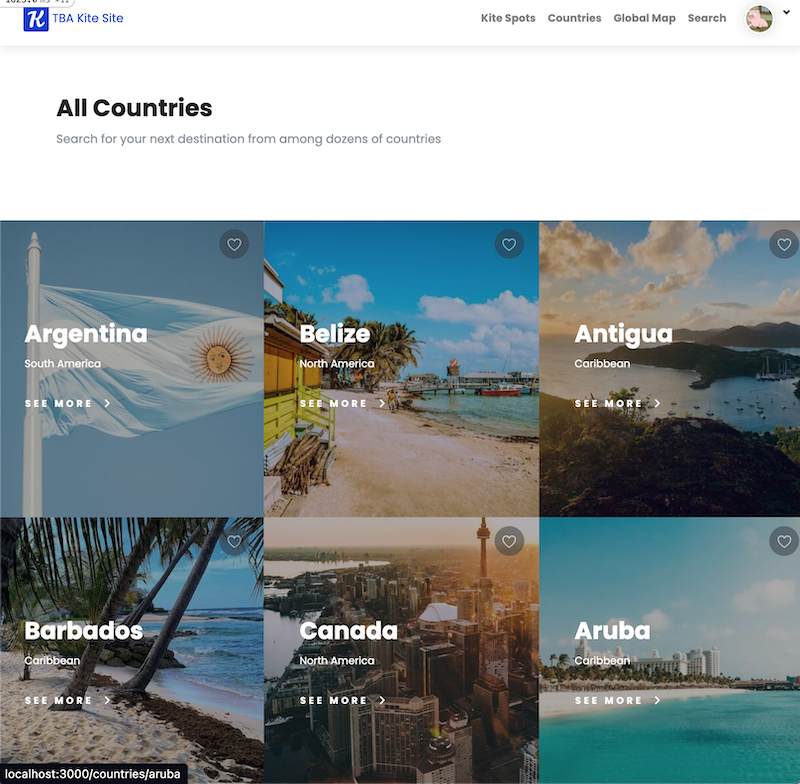 TBA Kite Site
Kite Spots Countries Global Map Search
All Countries
Search for your next destination from among dozens of countries
Argentina
South America
SEE MORE
Belize
North America
SEE MORE
Antigua
Caribbean
SEE MORE
Barbados
Caribbean
SEE MORE
Canada
North America
SEE MORE
Aruba
Caribbean
SEE MORE
localhost:3000/countries/aruba